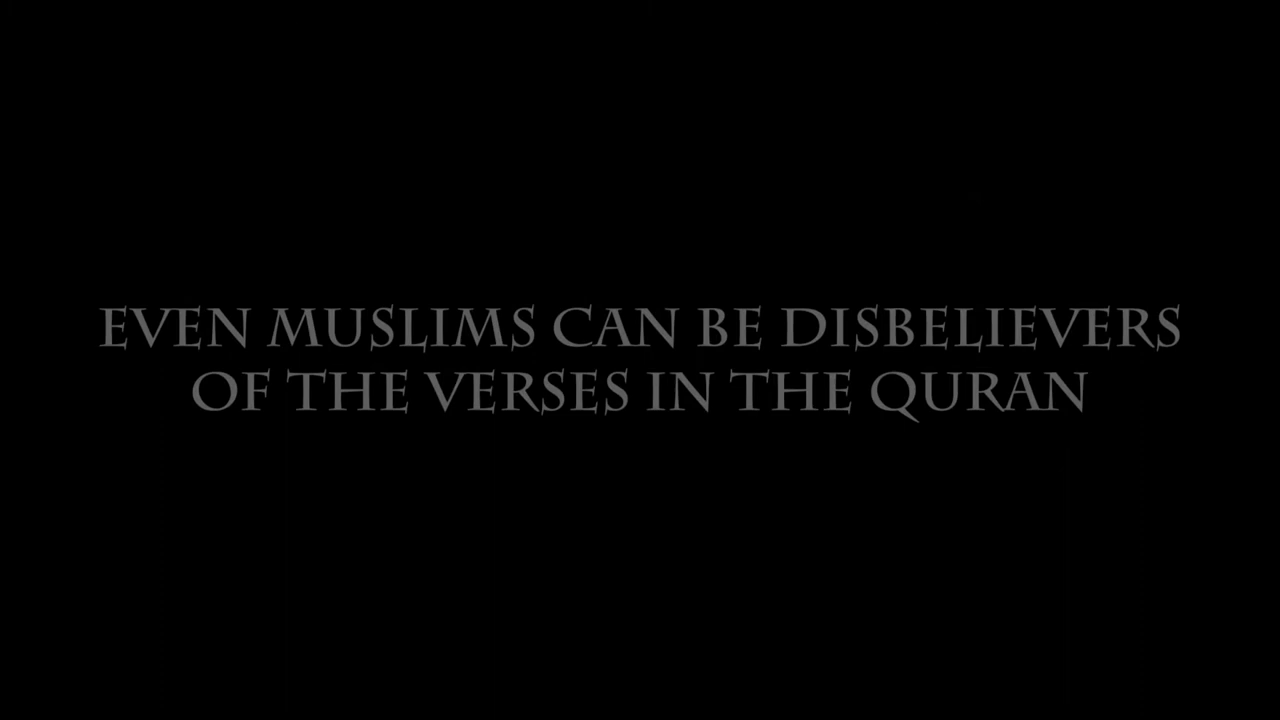 EVEN MUSLIMS CAN BE DISBELIEVERS
OF THE VERSES IN THE QURAN